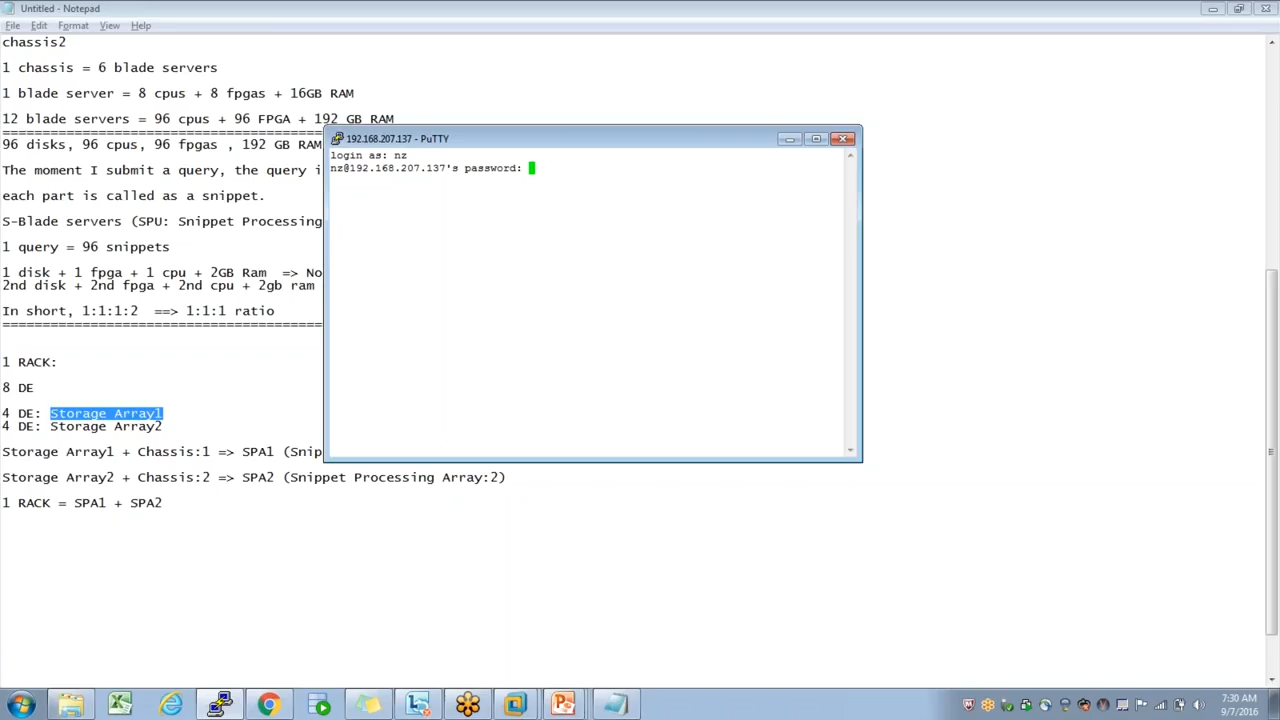 Untitled - Notepad
File Edit Format View Help
chassis2
1 chassis = 6 blade servers
1 blade server = 8 cpus + 8 fpgas + 16GB RAM
12 blade servers = 96 cpus + 96 FPGA + 192 GB RAM
========================================
96 disks, 96 cpus, 96 fpgas , 192 GB RAM
The moment I submit a query, the query i
each part is called as a snippet.
S-Blade servers (SPU: Snippet Processing
1 query = 96 snippets
1 disk + 1 fpga + 1 cpu + 2GB Ram => No
2nd disk + 2nd fpga + 2nd cpu + 2gb ram
In short, 1:1:1:2 ==> 1:1:1 ratio
========================================
1 RACK:
8 DE
4 DE: Storage Array1
4 DE: Storage Array2
Storage Array1 + Chassis:1 => SPA1 (Snip
Storage Array2 + Chassis:2 => SPA2 (Snippet Processing Array:2)
1 RACK = SPA1 + SPA2
192.168.207.137 - PuTTY
login as: nz
nz@192.168.207.137's password:
7:30 AM
9/7/2016